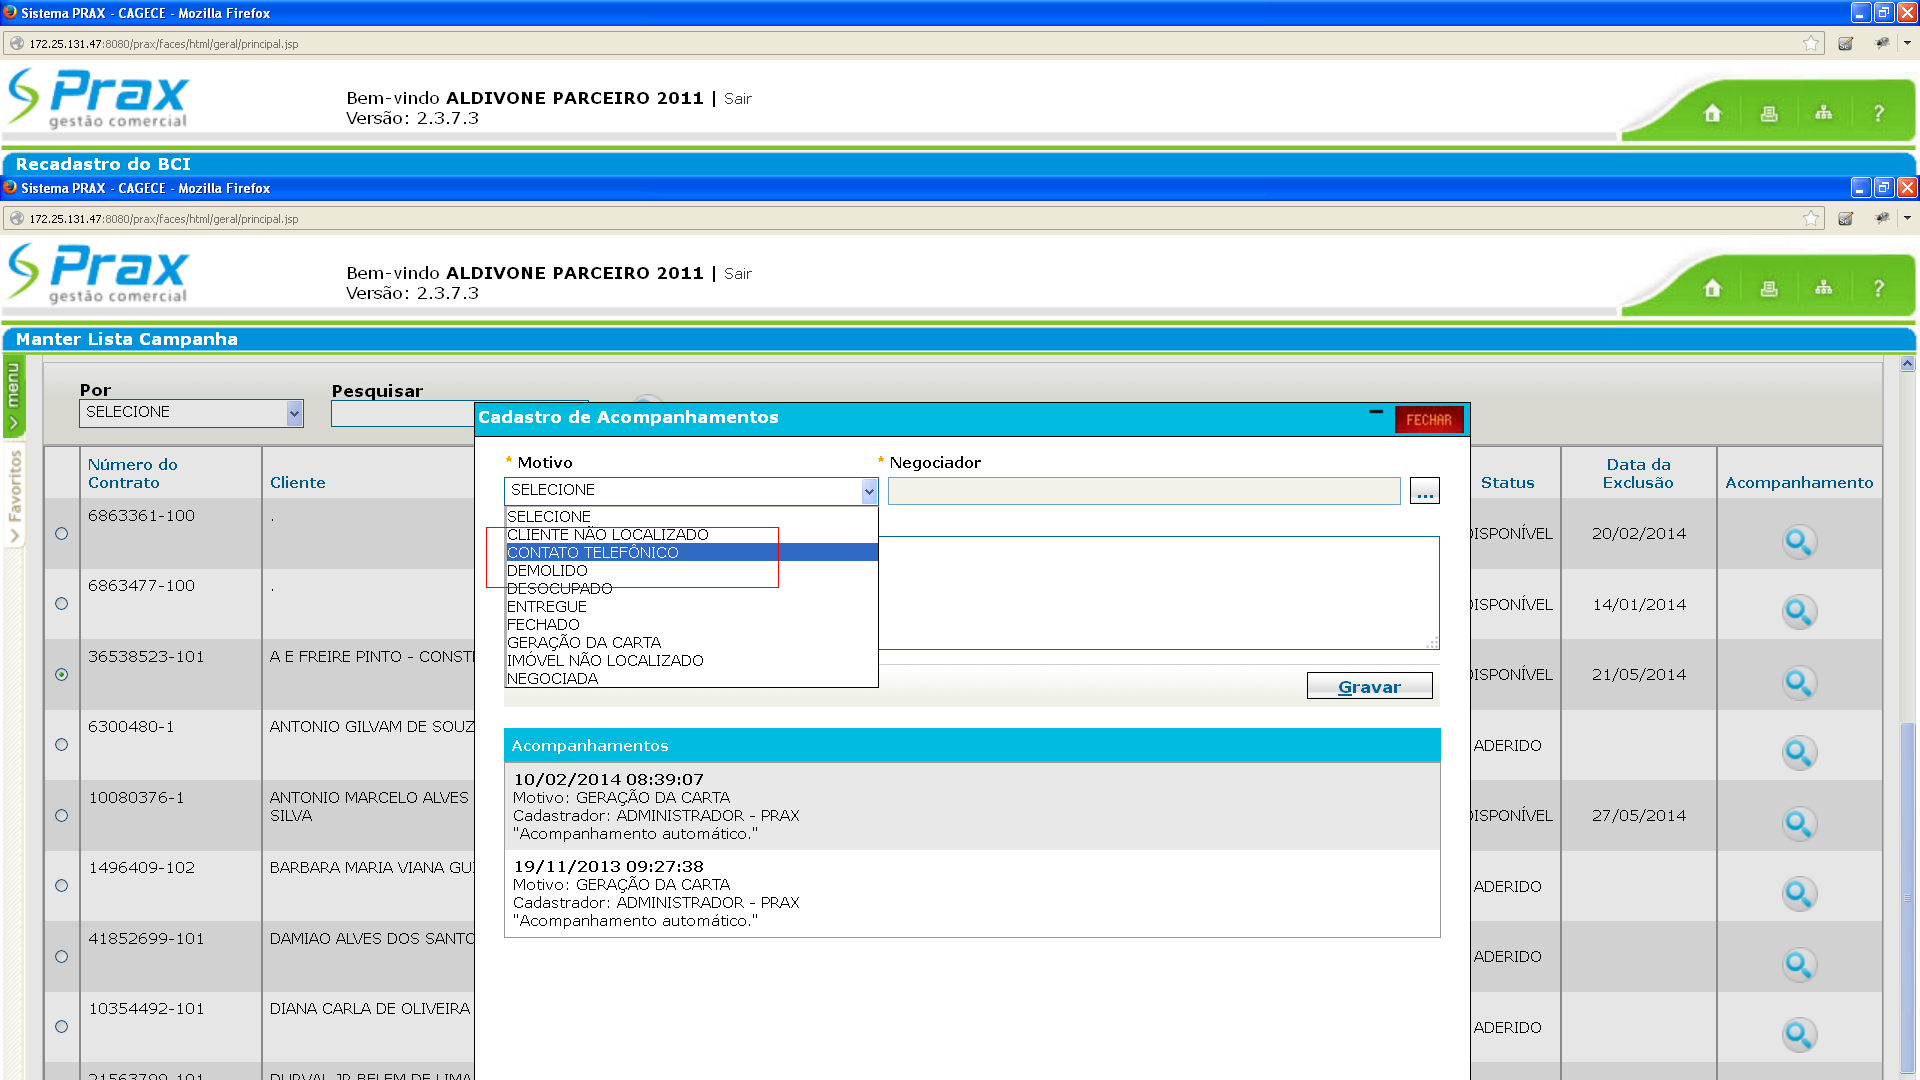 Sistema PRAX - CAGECE - Mozilla Firefox
172.25.131.47:8080/prax/faces/html/geral/principal.jsp
Prax
gestão comercial
Bem-vindo ALDIVONE PARCEIRO 2011 | Sair
Versão: 2.3.7.3
?
Recadastro do BCI
Sistema PRAX - CAGECE - Mozilla Firefox
172.25.131.47:8080/prax/faces/html/geral/principal.jsp
Prax
gestão comercial
Bem-vindo ALDIVONE PARCEIRO 2011 | Sair
Versão: 2.3.7.3
?
Manter Lista Campanha
> menu
> Favoritos
Por
SELECIONE
Pesquisar
Cadastro de Acompanhamentos
FECHAR
* Motivo
SELECIONE
* Negociador
...
SELECIONE
CLIENTE NÃO LOCALIZADO
CONTATO TELEFÔNICO
DEMOLIDO
DESOCUPADO
ENTREGUE
FECHADO
GERAÇÃO DA CARTA
IMÓVEL NÃO LOCALIZADO
NEGOCIADA
Gravar
Acompanhamentos
10/02/2014 08:39:07
Motivo: GERAÇÃO DA CARTA
Cadastrador: ADMINISTRADOR - PRAX
"Acompanhamento automático."
19/11/2013 09:27:38
Motivo: GERAÇÃO DA CARTA
Cadastrador: ADMINISTRADOR - PRAX
"Acompanhamento automático."
Número do Contrato Cliente Status Data da Exclusão Acompanhamento
6863361-100 . ISPONÍVEL 20/02/2014
6863477-100 . ISPONÍVEL 14/01/2014
36538523-101 A E FREIRE PINTO - CONST ISPONÍVEL 21/05/2014
6300480-1 ANTONIO GILVAM DE SOUZ ADERIDO
10080376-1 ANTONIO MARCELO ALVES ISPONÍVEL 27/05/2014
SILVA
1496409-102 BARBARA MARIA VIANA GU ADERIDO
41852699-101 DAMIAO ALVES DOS SANTO ADERIDO
10354492-101 DIANA CARLA DE OLIVEIRA ADERIDO
21563799-101 DURVAL JR BELEM DE LIMA